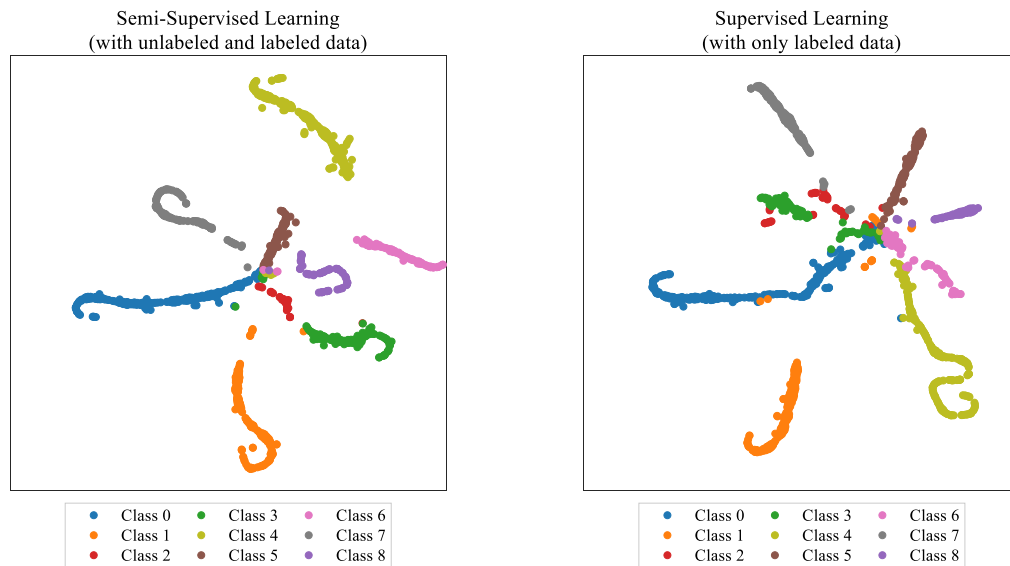 Semi-Supervised Learning
(with unlabeled and labeled data)
Class 0
Class 3
Class 6
Class 1
Class 4
Class 7
Class 2
Class 5
Class 8
Supervised Learning
(with only labeled data)
Class 0
Class 3
Class 6
Class 1
Class 4
Class 7
Class 2
Class 5
Class 8